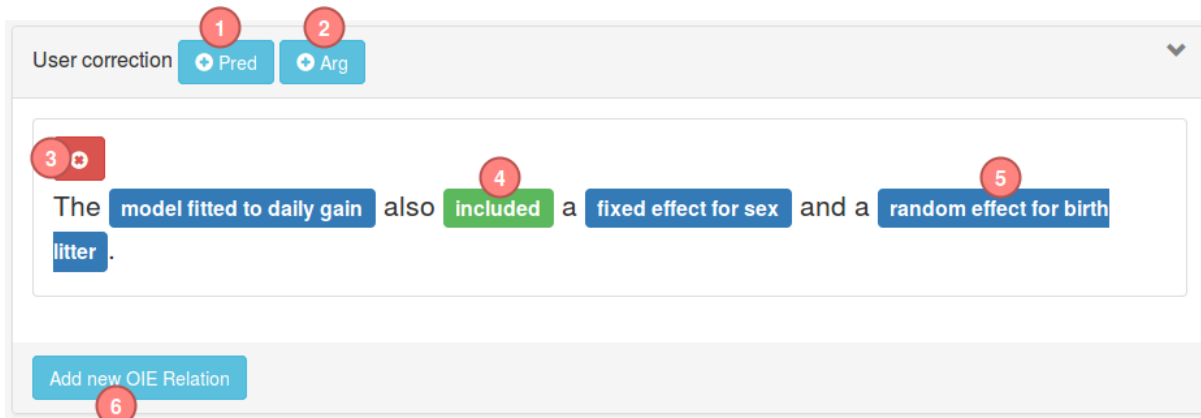 1 2
User correction Pred Arg
3
4 5
The model fitted to daily gain also included a fixed effect for sex and a random effect for birth
litter .
Add new OIE Relation
6